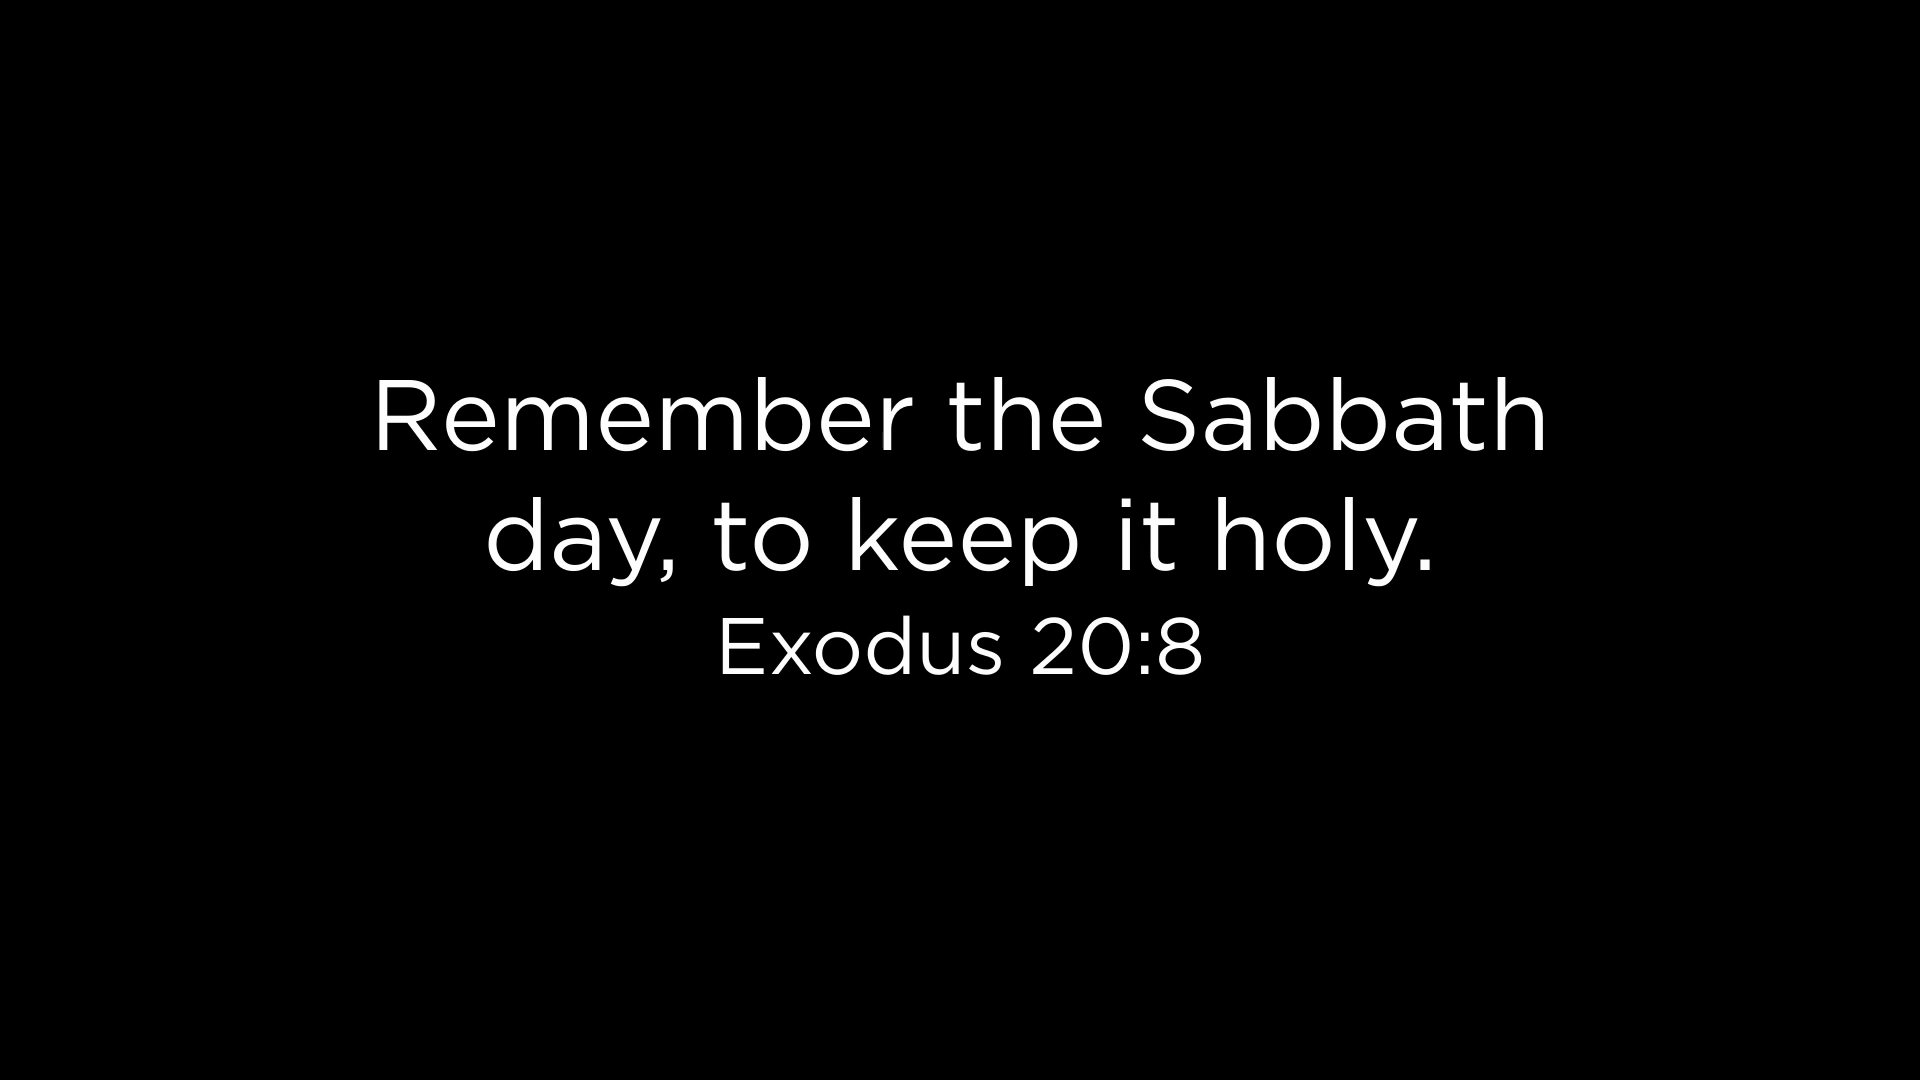 Remember the Sabbath
day, to keep it holy.
Exodus 20:8